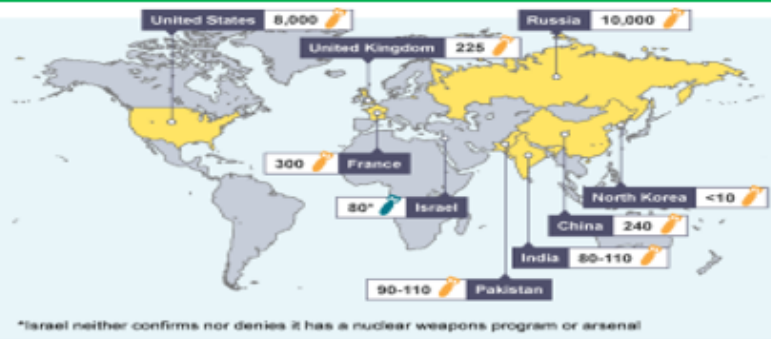 United States 8,000
Russia 10,000
United Kingdom 225
300 France
80* Israel
North Korea <10
China 240
India 80-110
90-110 Pakistan
*Israel neither confirms nor denies it has a nuclear weapons program or arsenal